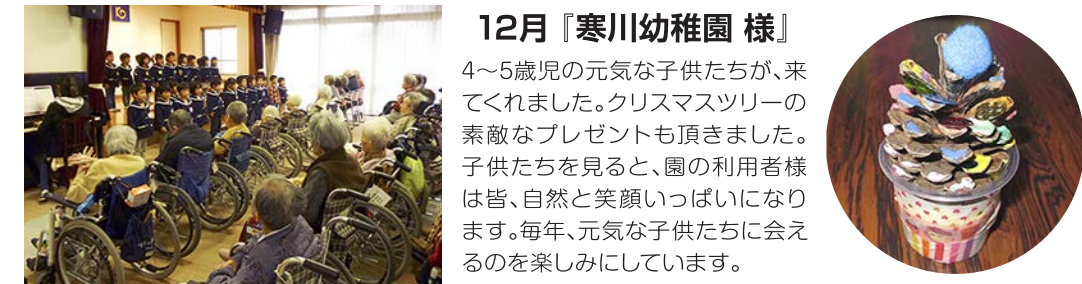 12月『寒川幼稚園 様』
4～5歳児の元気な子供たちが、来
てくれました。クリスマスツリーの
素敵なプレゼントも頂きました。
子供たちを見ると、園の利用者様
は皆、自然と笑顔いっぱいになり
ます。毎年、元気な子供たちに会え
るのを楽しみにしています。